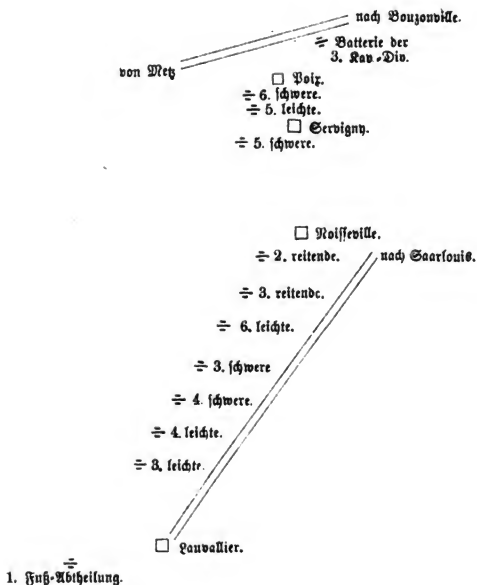 nach Bouzonville.
÷ Batterie der
3. Kav.-Div.
von Metz
□ Poix.
÷ 6. schwere.
÷ 5. leichte.
□ Servigny.
÷ 5. schwere.
□ Noisseville.
÷ 2. reitende.
nach Saarlouis.
÷ 3. reitende.
÷ 6. leichte.
÷ 3. schwere
÷ 4. schwere.
÷ 4. leichte.
÷ 3. leichte.
□ Lauvallier.
÷
1. Fuß-Abtheilung.